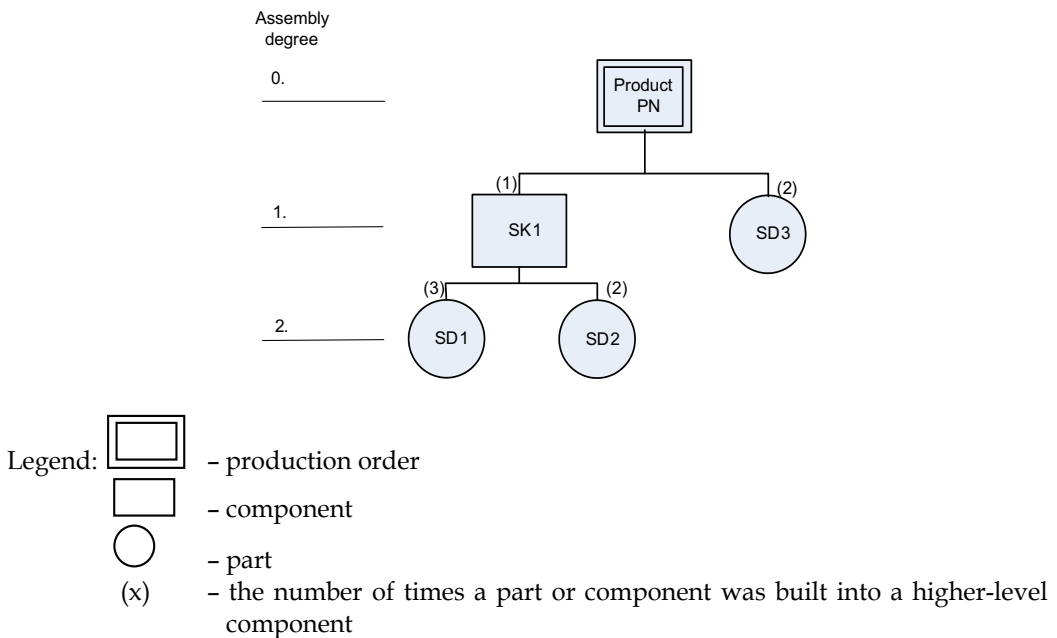 Assembly
degree
0.
Product
PN
(1)
(2)
1.
SK1
SD3
(3)
(2)
2.
SD1
SD2
Legend:
– production order
– component
– part
(x) – the number of times a part or component was built into a higher-level
component